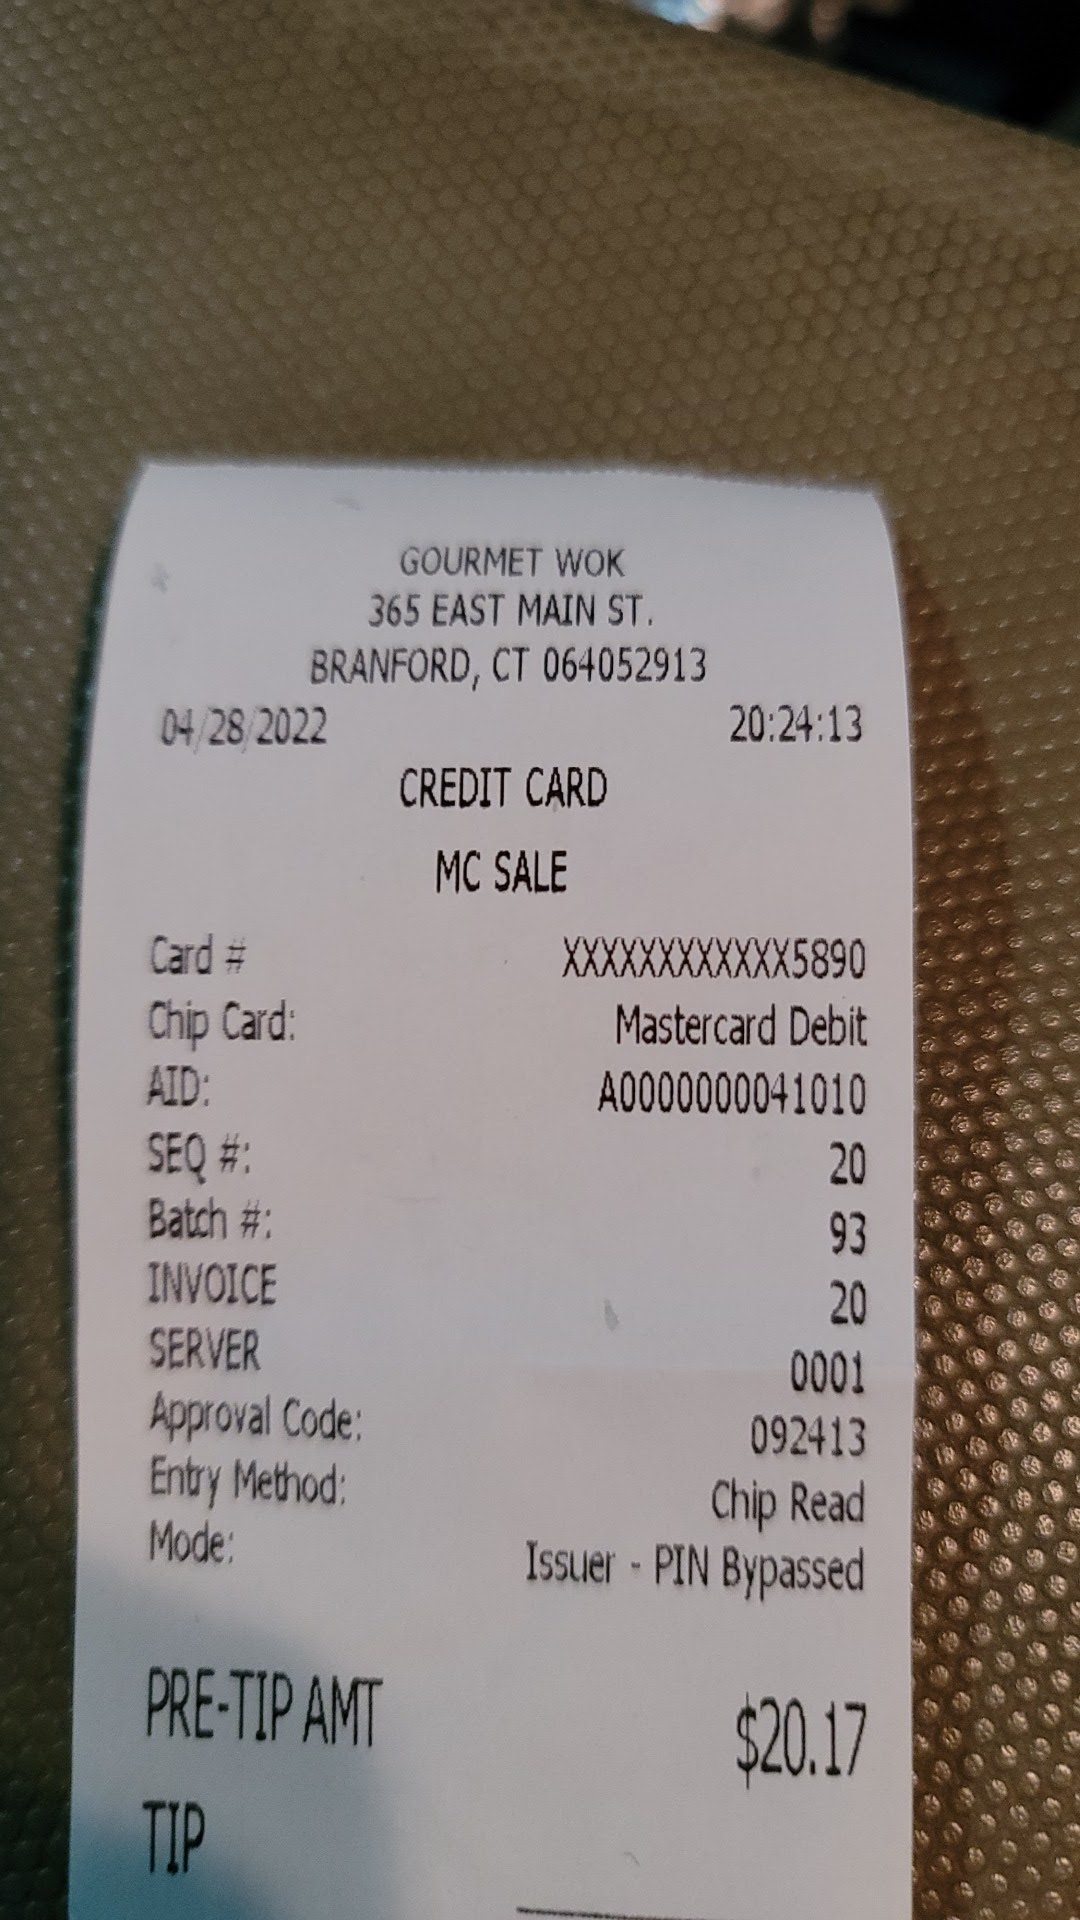 GOURMET WOK
365 EAST MAIN ST.
BRANFORD, CT 064052913
04/28/2022 20:24:13
CREDIT CARD
MC SALE
Card # XXXXXXXXXXXX5890
Chip Card: Mastercard Debit
AID: A0000000041010
SEQ #: 20
Batch #: 93
INVOICE 20
SERVER 0001
Approval Code: 092413
Entry Method: Chip Read
Mode: Issuer - PIN Bypassed
PRE-TIP AMT $20.17
TIP